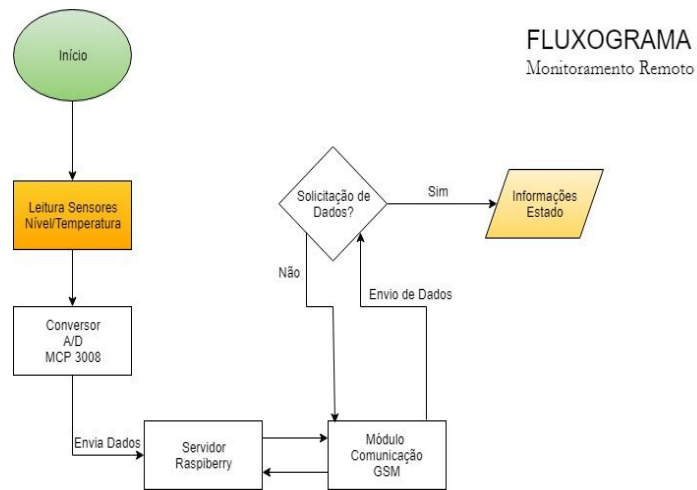 FLUXOGRAMA
Monitoramento Remoto
Início
Leitura Sensores
Nível/Temperatura
Conversor
A/D
MCP 3008
Envia Dados
Servidor
Raspiberry
Módulo
Comunicação
GSM
Envio de Dados
Não
Solicitação de
Dados?
Sim
Informações
Estado